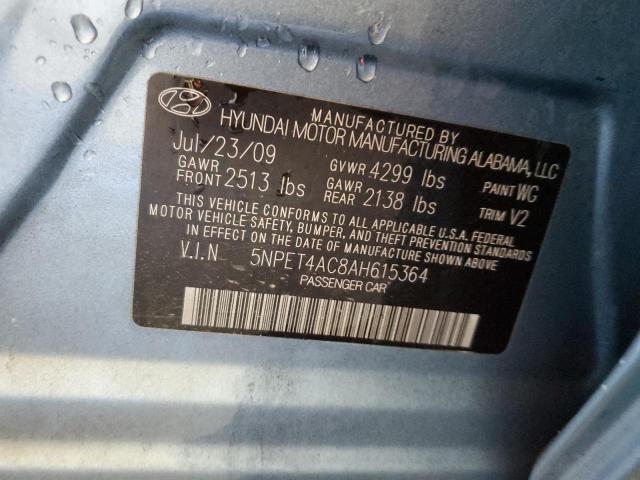 MANUFACTURED BY
HYUNDAI MOTOR MANUFACTURING ALABAMA, LLC
Jul/23/09 GVWR 4299 lbs PAINT WG
GAWR FRONT 2513 lbs GAWR REAR 2138 lbs TRIM V2
THIS VEHICLE CONFORMS TO ALL APPLICABLE U.S.A. FEDERAL
MOTOR VEHICLE SAFETY, BUMPER, AND THEFT PREVENTION STANDARDS
IN EFFECT ON THE DATE OF MANUFACTURE SHOWN ABOVE.
V.I.N 5NPET4AC8AH615364
PASSENGER CAR